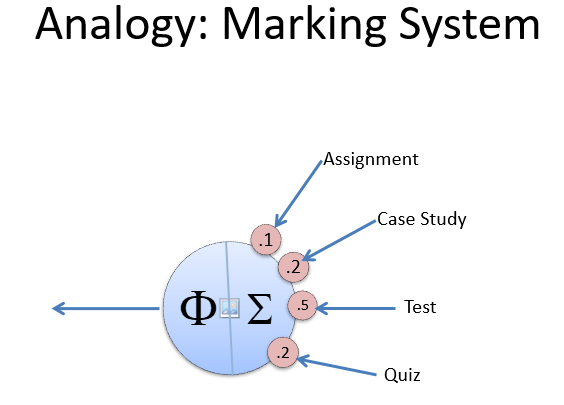 Analogy: Marking System
Assignment
.1
Case Study
.2
Φ Σ
.5
Test
.2
Quiz